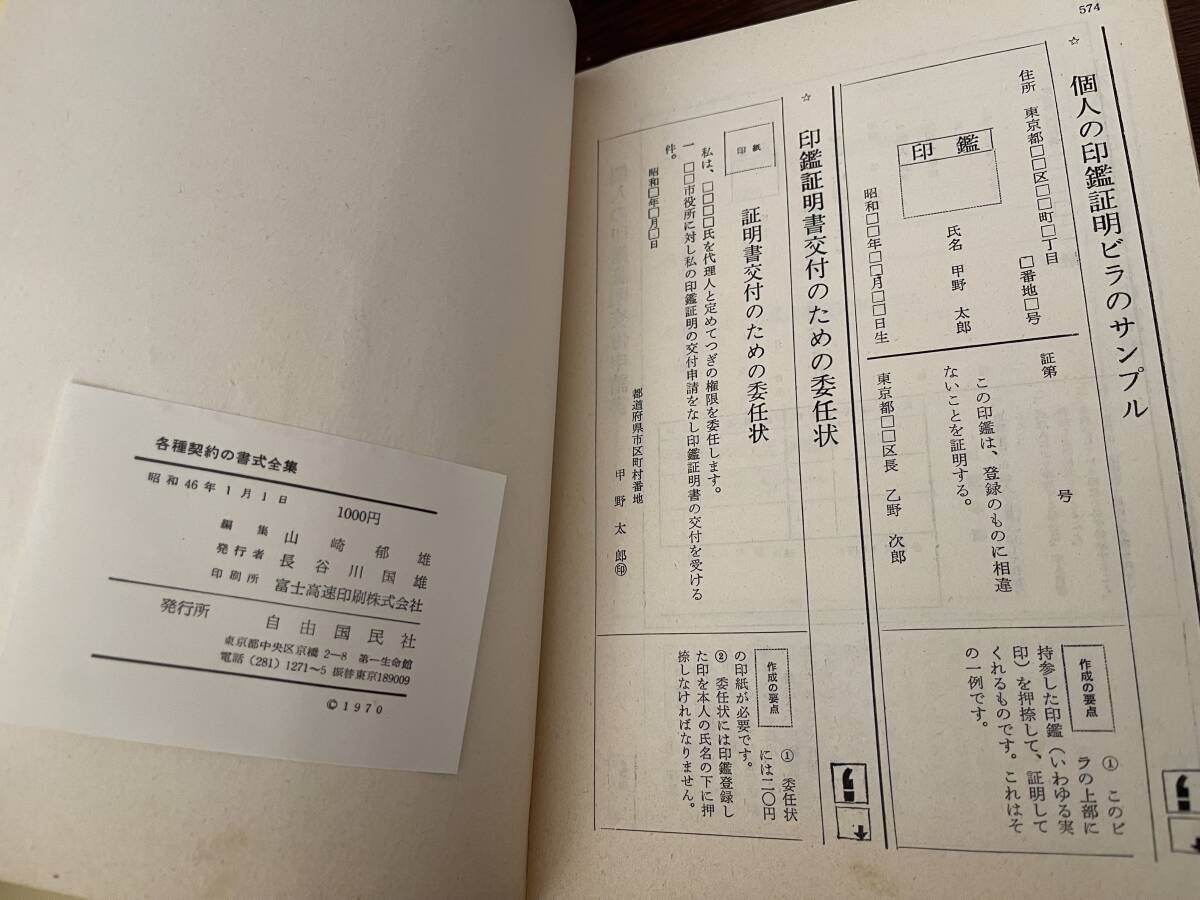 各種契約の書式全集
昭和46年1月1日
1000円
編集 山崎郁雄
発行者 長谷川国雄
印刷所 富士高速印刷株式会社
発行所 自由国民社
東京都中央区京橋2―8 第一生命館
電話(281)1271～5 振替東京189009
©1970
574
☆ 個人の印鑑証明ビラのサンプル
住所 東京都□□区□□町□丁目
□番地□号
印鑑
氏名 甲野 太郎
昭和□□年□□月□□日生
証第 号
この印鑑は、登録のものに相違
ないことを証明する。
東京都□□区長 乙野 次郎
作成の要点
① このビ
ラの上部に
持参した印鑑(いわゆる実
印)を押捺して、証明して
くれるものです。これはそ
の一例です。
☆ 印鑑証明書交付のための委任状
印紙
証明書交付のための委任状
私は、□□□□氏を代理人と定めてつぎの権限を委任します。
一 □□市役所に対し私の印鑑証明の交付申請をなし印鑑証明書の交付を受ける
件。
昭和□年□月□日
都道府県市区町村番地
甲野太郎㊞
作成の要点
① 委任状
には二〇円
の印紙が必要です。
② 委任状には印鑑登録し
た印を本人の氏名の下に押
捺しなければなりません。